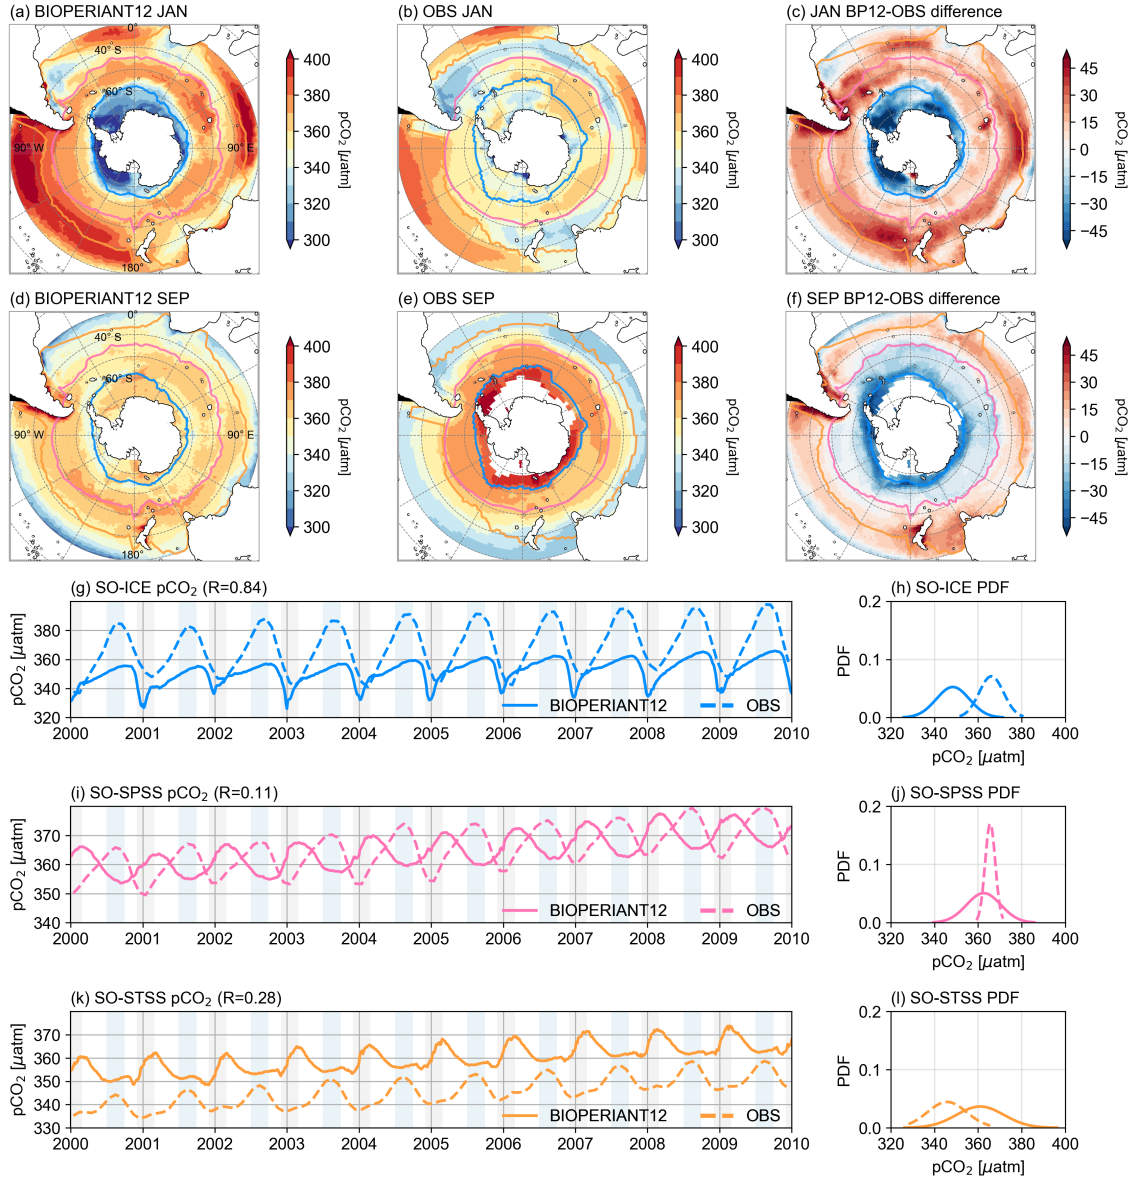 (a) BIOPERIANT12 JAN
(b) OBS JAN
(c) JAN BP12-OBS difference
0°
40° S
60° S
90° W
90° E
180°
400
380
360
340
320
300
pCO₂ [μatm]
400
380
360
340
320
300
pCO₂ [μatm]
45
30
15
0
−15
−30
−45
pCO₂ [μatm]
(d) BIOPERIANT12 SEP
(e) OBS SEP
(f) SEP BP12-OBS difference
0°
40° S
60° S
90° W
90° E
180°
400
380
360
340
320
300
pCO₂ [μatm]
400
380
360
340
320
300
pCO₂ [μatm]
45
30
15
0
−15
−30
−45
pCO₂ [μatm]
(g) SO-ICE pCO₂ (R=0.84)
pCO₂ [μatm]
380
360
340
320
BIOPERIANT12 OBS
2000 2001 2002 2003 2004 2005 2006 2007 2008 2009 2010
(h) SO-ICE PDF
PDF
0.2
0.1
0.0
320 340 360 380 400
pCO₂ [μatm]
(i) SO-SPSS pCO₂ (R=0.11)
pCO₂ [μatm]
370
360
350
340
BIOPERIANT12 OBS
2000 2001 2002 2003 2004 2005 2006 2007 2008 2009 2010
(j) SO-SPSS PDF
PDF
0.2
0.1
0.0
320 340 360 380 400
pCO₂ [μatm]
(k) SO-STSS pCO₂ (R=0.28)
pCO₂ [μatm]
370
360
350
340
330
BIOPERIANT12 OBS
2000 2001 2002 2003 2004 2005 2006 2007 2008 2009 2010
(l) SO-STSS PDF
PDF
0.2
0.1
0.0
320 340 360 380 400
pCO₂ [μatm]